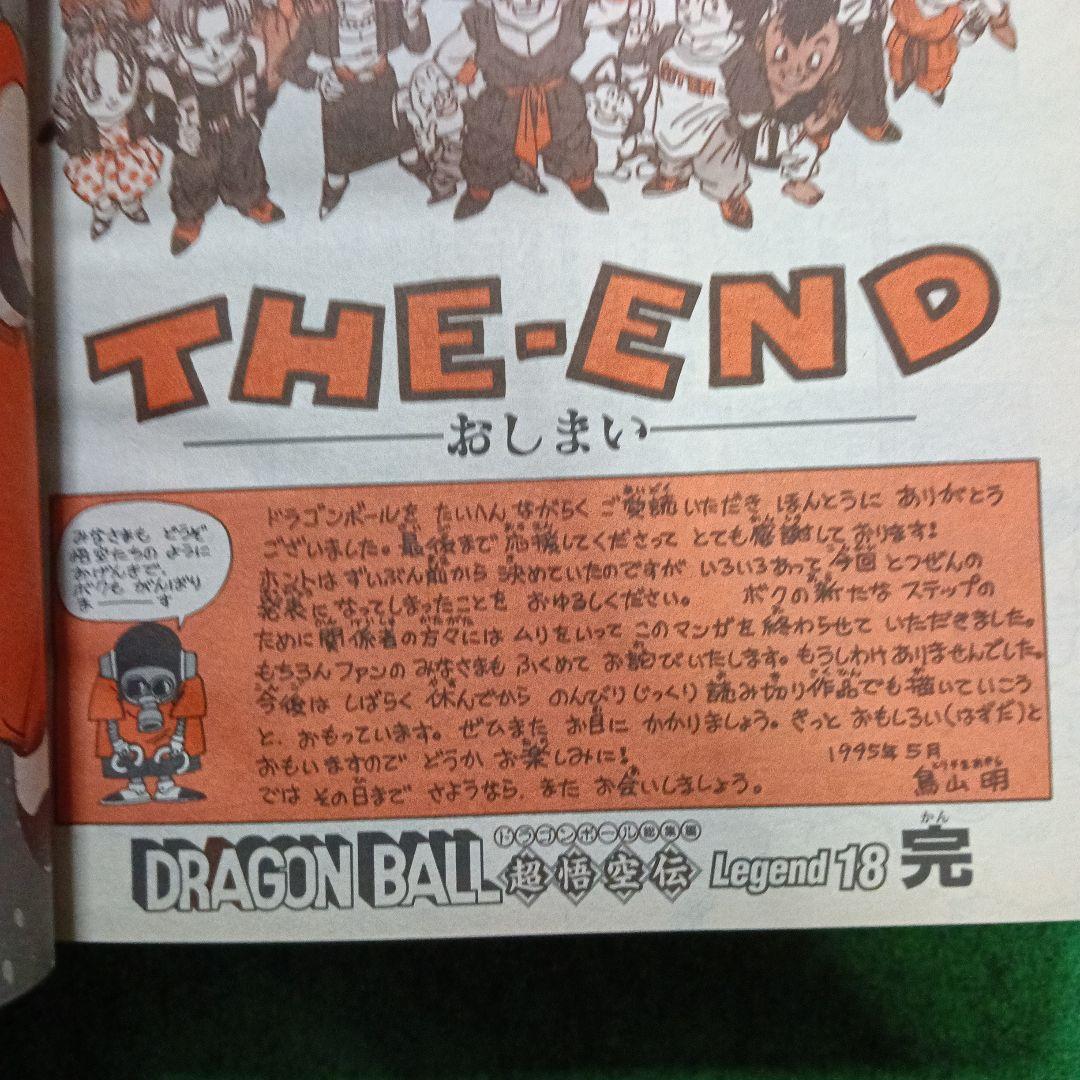 THE-END
おしまい
みなさまも どうぞ
悟空たちの ように
おげんきで。
ボクも がんばり
ま――す
ドラゴンボールを たいへん ながらく ご愛読いただき、ほんとうに ありがとう
ございました。最後まで応援してくださって とても感謝しております!
ホントは ずいぶん前から 決めていたのですが いろいろあって 今回 とつぜんの
結末になってしまったことを おゆるしください。 ボクの新たな ステップの
ために関係者の方々には ムリをいって このマンガを 終わらせて いただきました。
もちろん ファンの みなさまも ふくめて お詫びいたします。もうしわけありませんでした。
今後は しばらく 休んでから のんびりじっくり 読み切り作品でも描いていこう
と、おもっています。ぜひまた お目に かかりましょう。きっと おもしろい(はずだ)と
おもいますので どうか お楽しみに!
では その日まで さようなら、また お会いしましょう。
1995年5月
とりやまあきら
鳥山 明
DRAGON BALL ドラゴンボール総集編 超悟空伝 Legend 18 完
かん